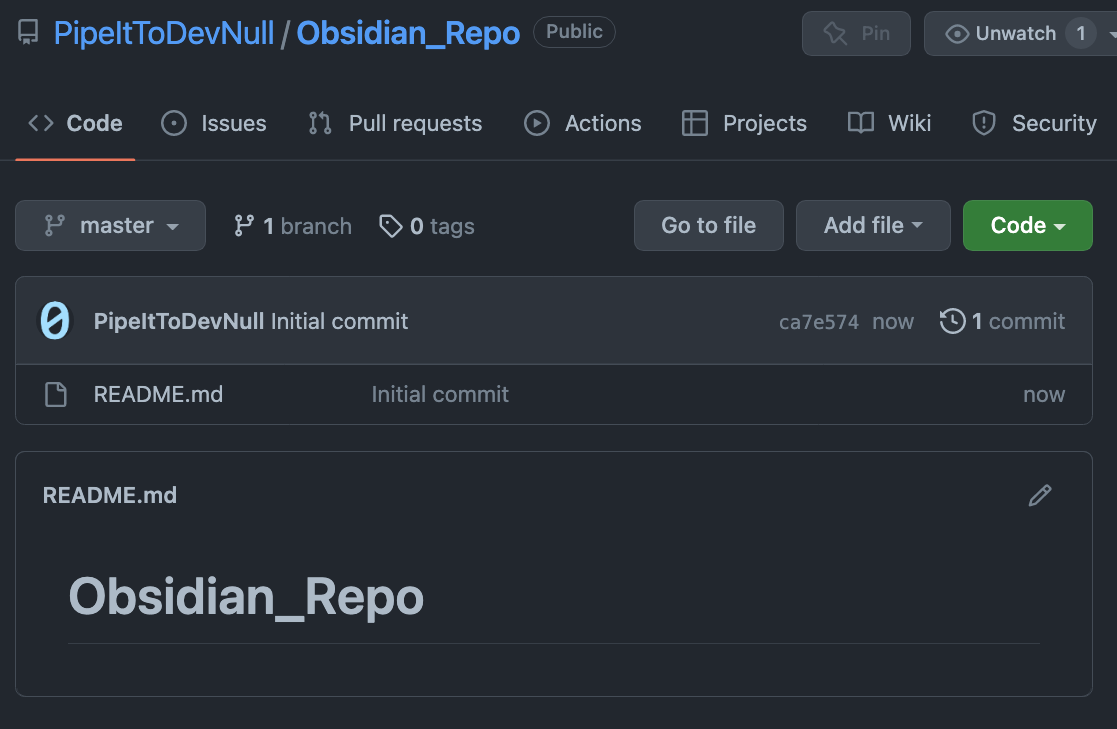 PipeItToDevNull / Obsidian_Repo Public Pin Unwatch 1
Code Issues Pull requests Actions Projects Wiki Security
master 1 branch 0 tags Go to file Add file Code
PipeItToDevNull Initial commit ca7e574 now 1 commit
README.md Initial commit now
README.md
Obsidian_Repo